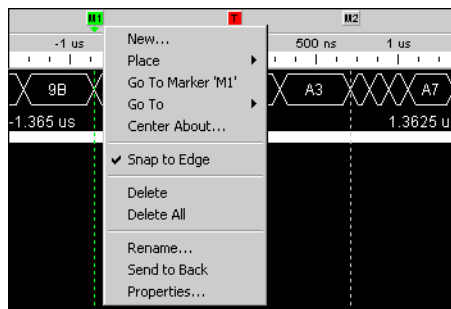 M1 T M2
-1 us 500 ns 1 us
9B A3 A7
-1.365 us 1.3625 u
New...
Place
Go To Marker 'M1'
Go To
Center About...
Snap to Edge
Delete
Delete All
Rename...
Send to Back
Properties...